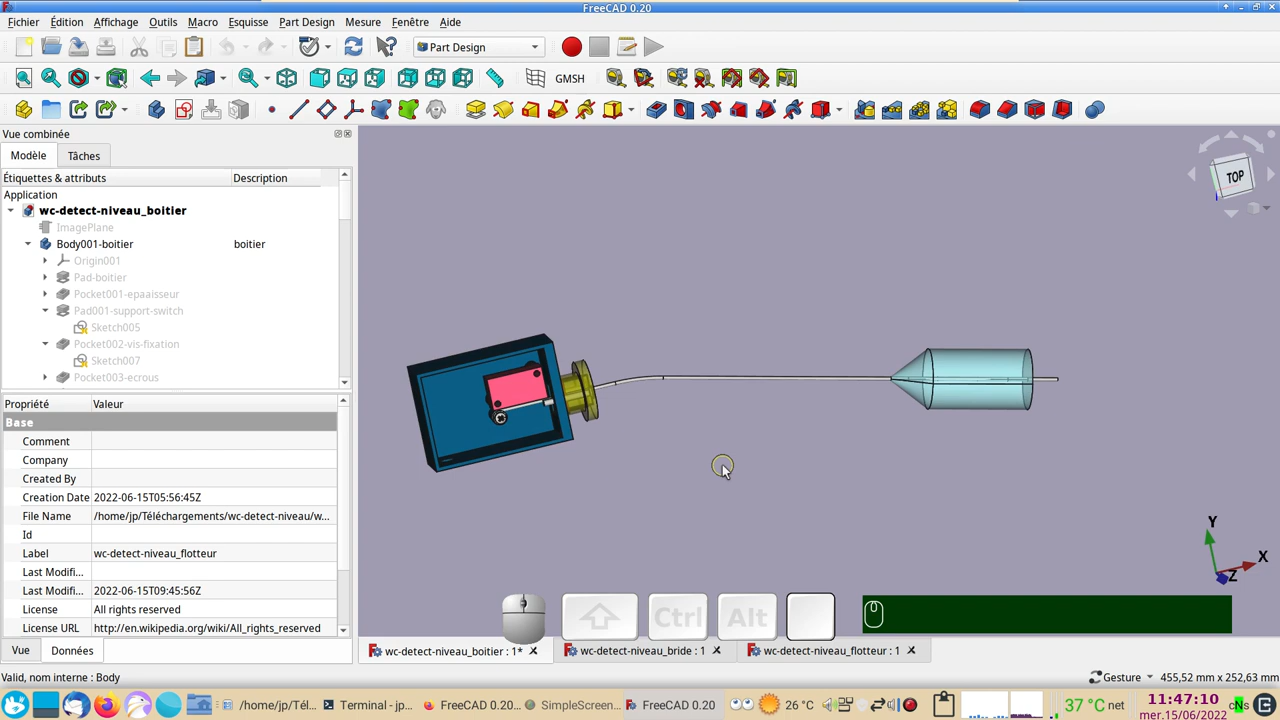 FreeCAD 0.20
Fichier Édition Affichage Outils Macro Esquisse Part Design Mesure Fenêtre Aide
Part Design
GMSH
Vue combinée
Modèle Tâches
Étiquettes & attributs Description
Application
wc-detect-niveau_boitier
ImagePlane
Body001-boitier boitier
Origin001
Pad-boitier
Pocket001-epaaisseur
Pad001-support-switch
Sketch005
Pocket002-vis-fixation
Sketch007
Pocket003-ecrous
Propriété Valeur
Base
Comment
Company
Created By
Creation Date 2022-06-15T05:56:45Z
File Name /home/jp/Téléchargements/wc-detect-niveau/w...
Id
Label wc-detect-niveau_flotteur
Last Modifi...
Last Modifi... 2022-06-15T09:45:56Z
License All rights reserved
License URL http://en.wikipedia.org/wiki/All_rights_reserved
Vue Données
TOP
Y
X
Z
Ctrl Alt
wc-detect-niveau_boitier : 1* wc-detect-niveau_bride : 1 wc-detect-niveau_flotteur : 1
Valid, nom interne : Body
Gesture 455,52 mm x 252,63 mm
/home/jp/Tél... Terminal - jp... FreeCAD 0.20... SimpleScreen... FreeCAD 0.20 26 °C 37 °C net 11:47:10 cNs
mer.15/06/2022